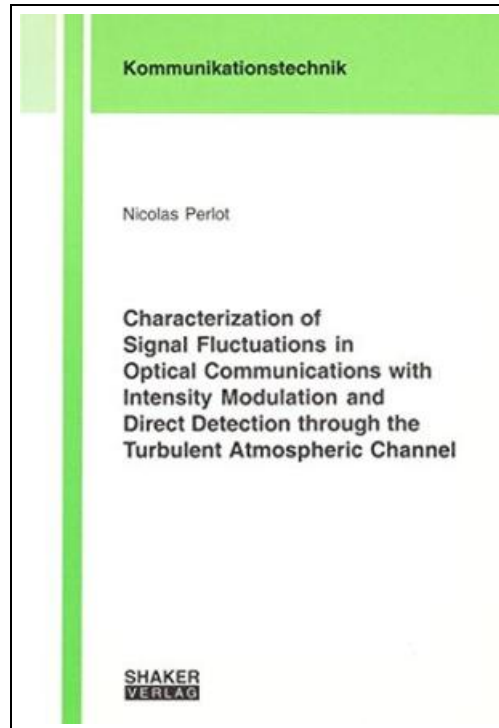 Kommunikationstechnik
Nicolas Perlot
Characterization of
Signal Fluctuations in
Optical Communications with
Intensity Modulation and
Direct Detection through the
Turbulent Atmospheric Channel
SHAKER
VERLAG